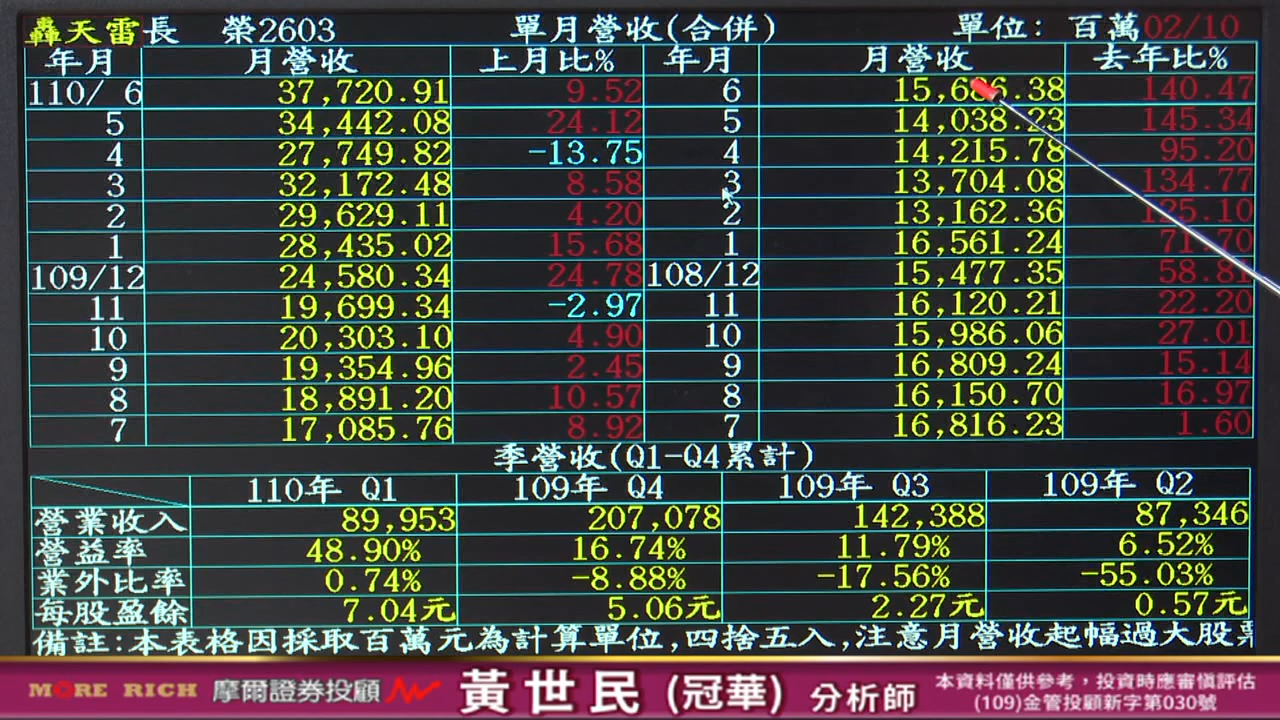 轟天雷長 榮2603 單月營收(合併) 單位: 百萬02/10
年月 月營收 上月比% 年月 月營收 去年比%
110/ 6 37,720.91 9.52 6 15,686.38 140.47
5 34,442.08 24.12 5 14,038.23 145.34
4 27,749.82 -13.75 4 14,215.78 95.20
3 32,172.48 8.58 3 13,704.08 134.77
2 29,629.11 4.20 2 13,162.36 125.10
1 28,435.02 15.68 1 16,561.24 71.70
109/12 24,580.34 24.78 108/12 15,477.35 58.81
11 19,699.34 -2.97 11 16,120.21 22.20
10 20,303.10 4.90 10 15,986.06 27.01
9 19,354.96 2.45 9 16,809.24 15.14
8 18,891.20 10.57 8 16,150.70 16.97
7 17,085.76 8.92 7 16,816.23 1.60
季營收(Q1-Q4累計)
110年 Q1 109年 Q4 109年 Q3 109年 Q2
營業收入 89,953 207,078 142,388 87,346
營益率 48.90% 16.74% 11.79% 6.52%
業外比率 0.74% -8.88% -17.56% -55.03%
每股盈餘 7.04元 5.06元 2.27元 0.57元
備註:本表格因採取百萬元為計算單位,四捨五入,注意月營收起幅過大股票
MORE RICH 摩爾證券投顧 黃世民 (冠華) 分析師
本資料僅供參考，投資時應審慎評估
(109)金管投顧新字第030號